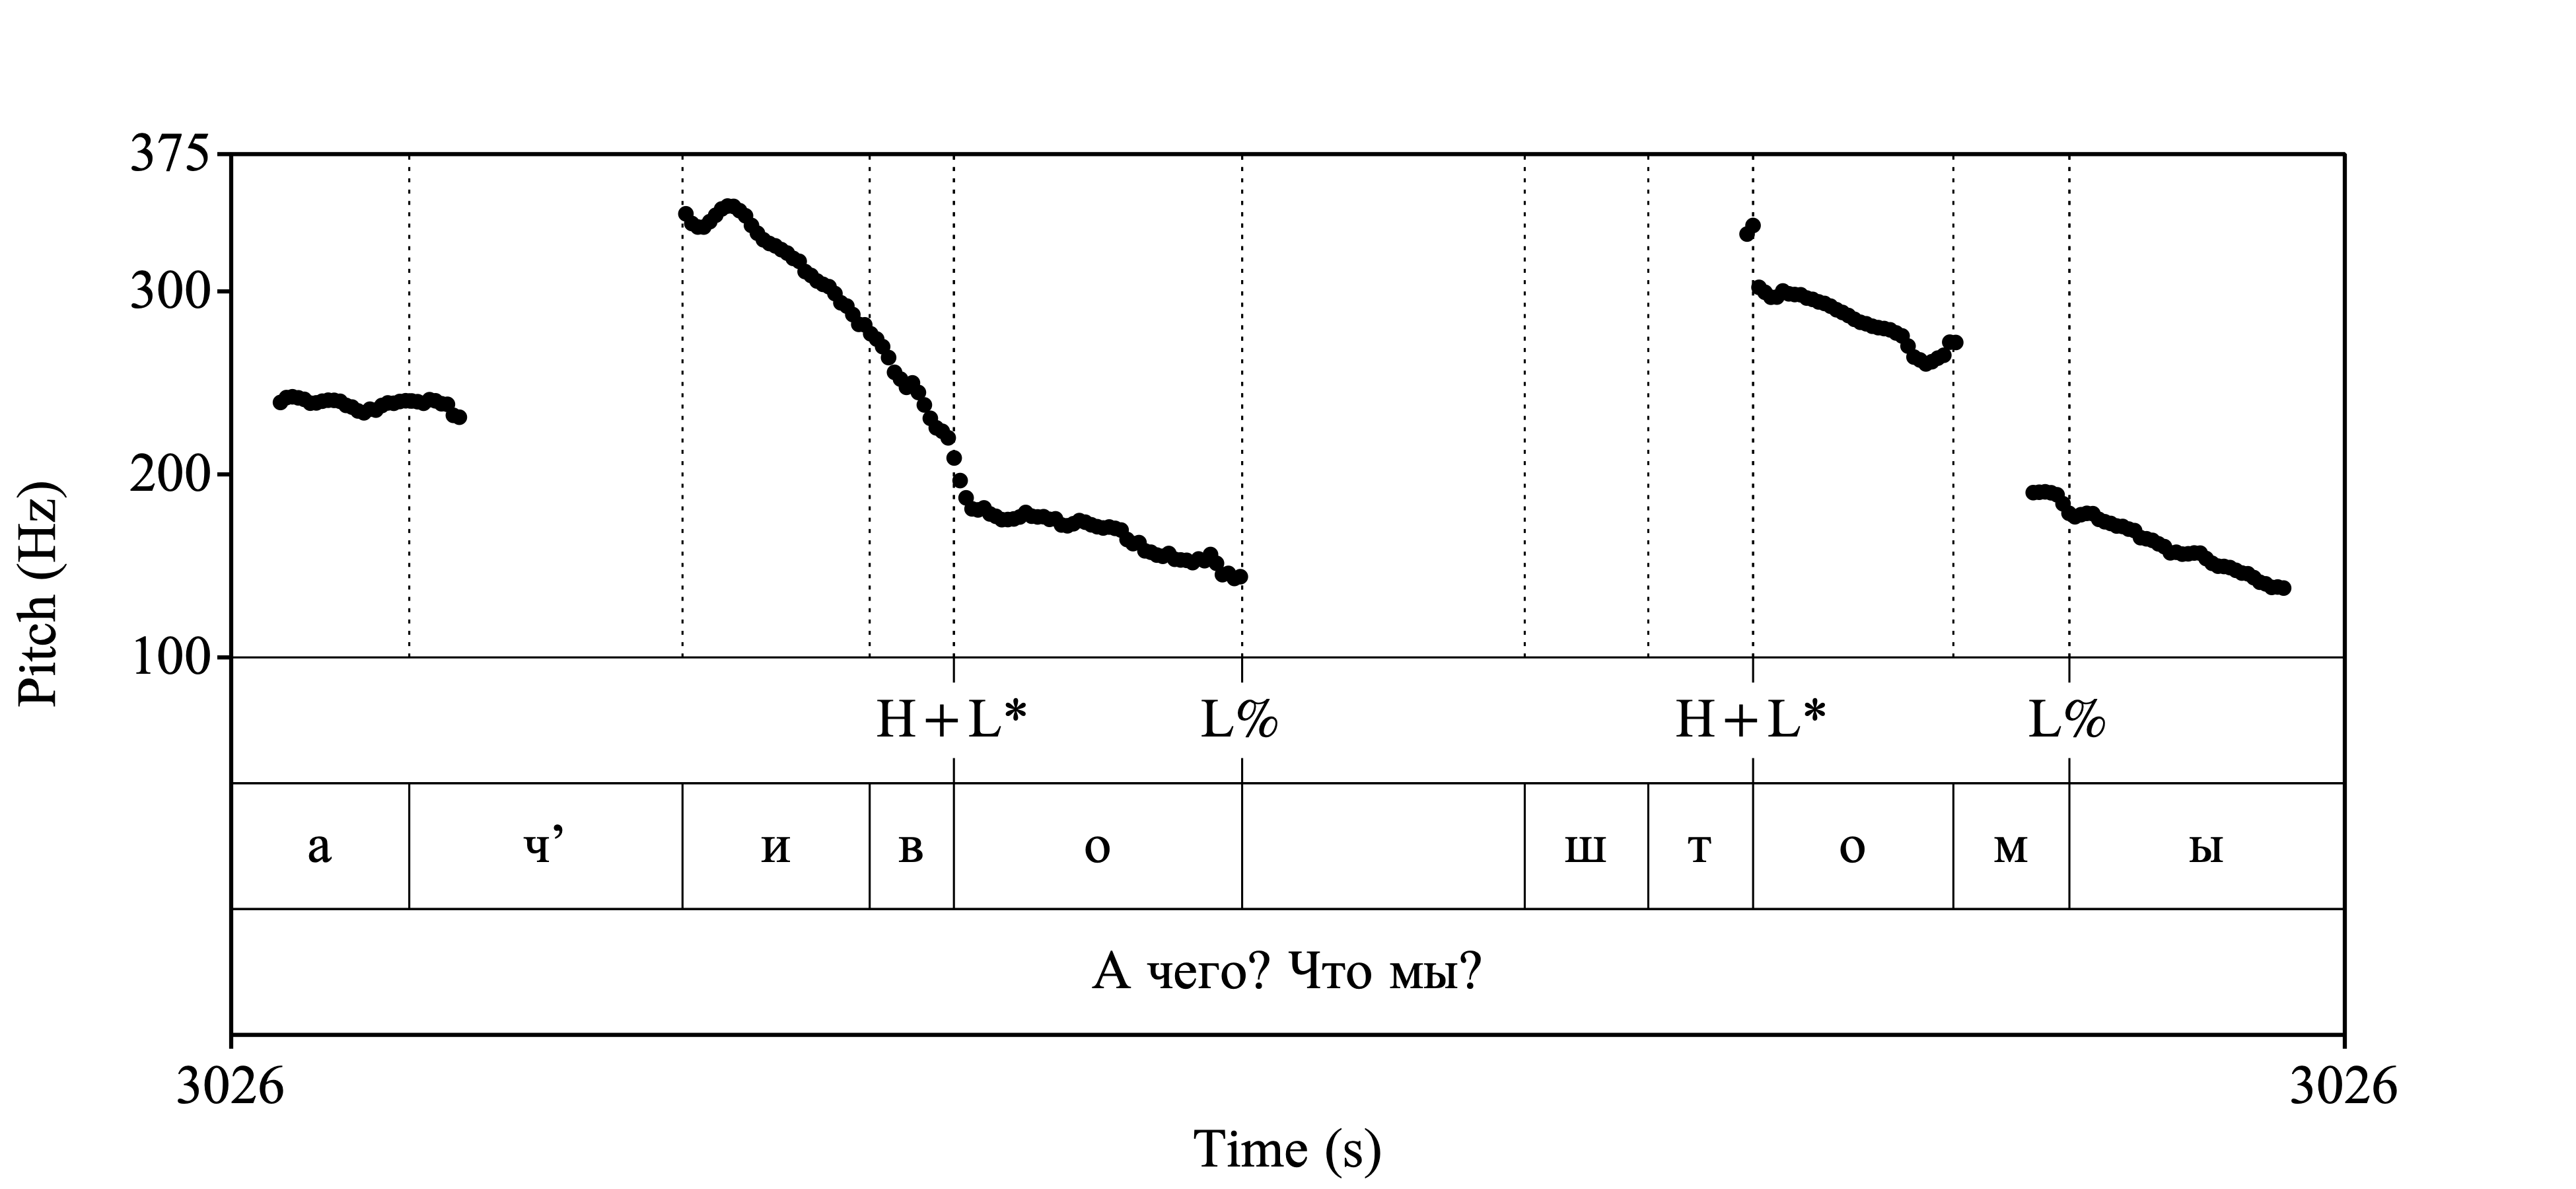 375
300
200
100
Pitch (Hz)
H+L* L% H+L* L%
а ч’ и в о ш т о м ы
А чего? Что мы?
3026 3026
Time (s)